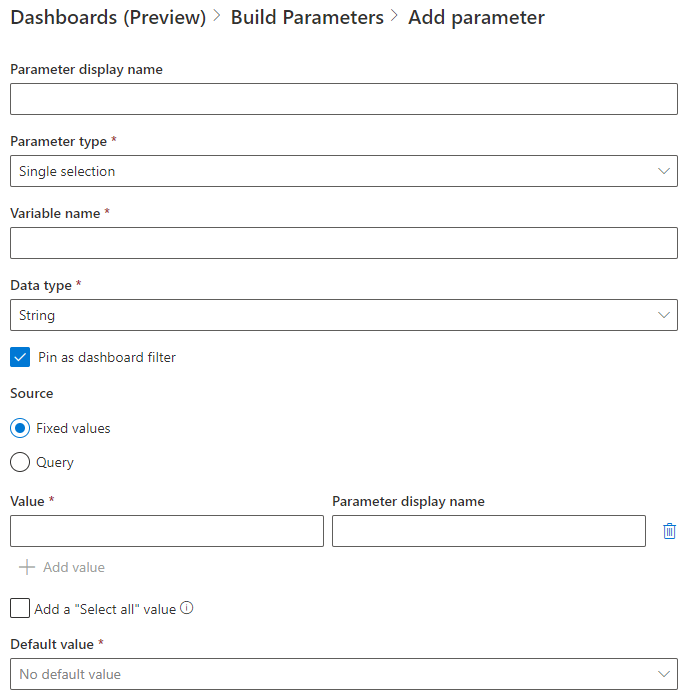 Dashboards (Preview) > Build Parameters > Add parameter
Parameter display name
Parameter type *
Single selection
Variable name *
Data type *
String
Pin as dashboard filter
Source
Fixed values
Query
Value * Parameter display name
Add value
Add a "Select all" value
Default value *
No default value